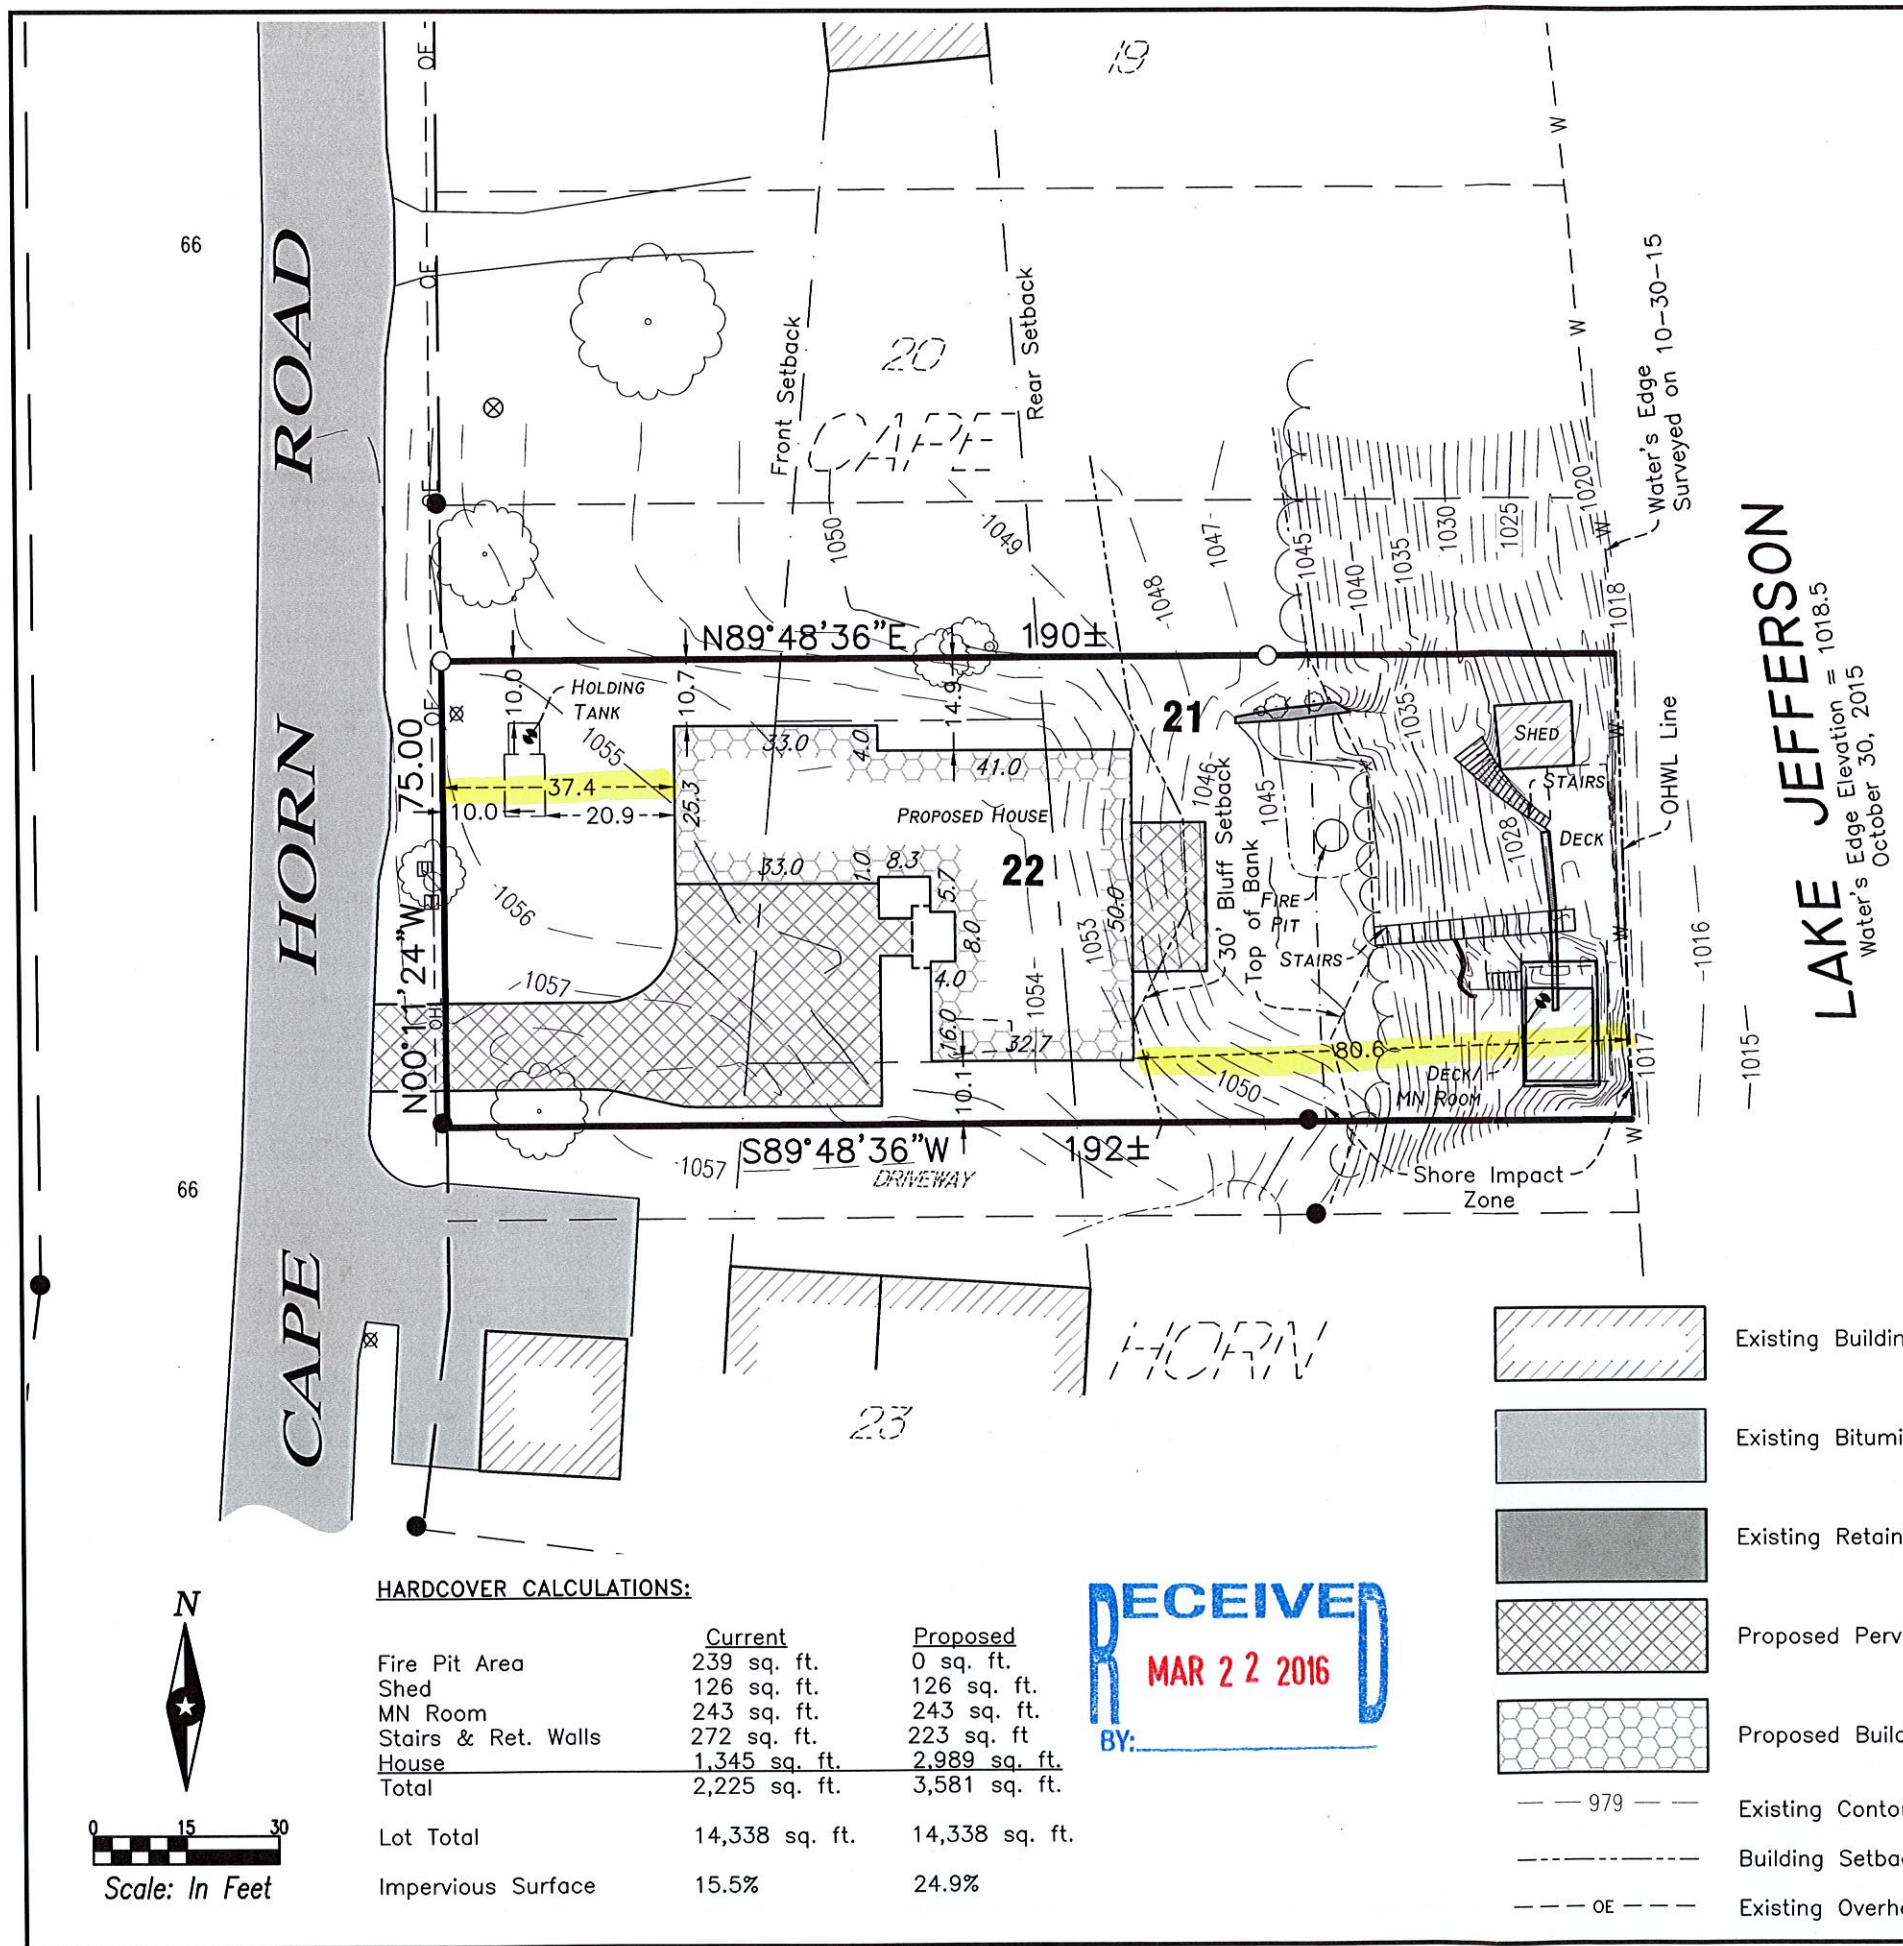 OE
19
W
66
OE
W
20
Front Setback
Rear Setback
Water's Edge
Surveyed on 10-30-15
CAPE HORN ROAD
CAPE
OE
1050
1049
1048
1047
1045
1040
1035
1030
1025
1020
W
1018
N89°48'36"E 190±
LAKE JEFFERSON
Water's Edge Elevation = 1018.5
October 30, 2015
10.0
HOLDING
TANK
10.7
14.9
21
1035
SHED
W
OHWL Line
OE
1055
33.0
4.0
41.0
1046
1045
STAIRS
37.4
10.0
20.9
25.3
PROPOSED HOUSE
30' Bluff Setback
Top of Bank
1028
DECK
75.00
N00°11'24"W
33.0
1.0
8.3
22
5.7
8.0
4.0
50.0
1053
FIRE
PIT
1056
STAIRS
W
1016
1057
1054
16.0
32.7
80.6
1017
1015
OH
10.1
1050
DECK/
MN ROOM
S89°48'36"W 192±
1057
DRIVEWAY
W
Shore Impact
Zone
66
HORN
23
Existing Buildin
Existing Bitumi
Existing Retain
Proposed Perv
Proposed Build
979 Existing Conto
Building Setba
OE Existing Overh
N
0 15 30
Scale: In Feet
HARDCOVER CALCULATIONS:
Current Proposed
Fire Pit Area 239 sq. ft. 0 sq. ft.
Shed 126 sq. ft. 126 sq. ft.
MN Room 243 sq. ft. 243 sq. ft.
Stairs & Ret. Walls 272 sq. ft. 223 sq. ft
House 1,345 sq. ft. 2,989 sq. ft.
Total 2,225 sq. ft. 3,581 sq. ft.
Lot Total 14,338 sq. ft. 14,338 sq. ft.
Impervious Surface 15.5% 24.9%
RECEIVED
MAR 22 2016
BY: